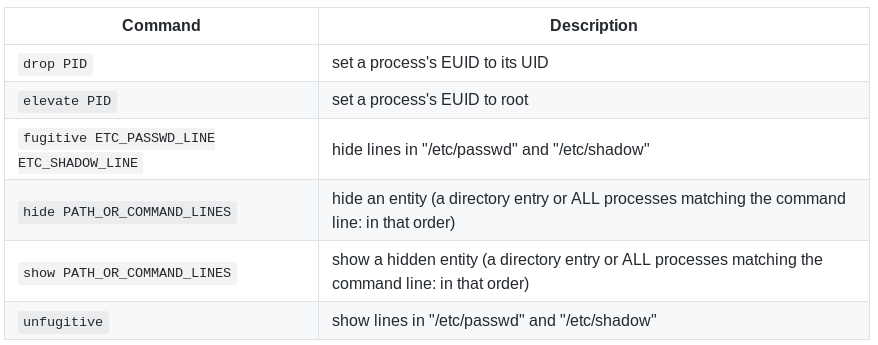 Command Description
drop PID set a process's EUID to its UID
elevate PID set a process's EUID to root
fugitive ETC_PASSWD_LINE
ETC_SHADOW_LINE
hide lines in "/etc/passwd" and "/etc/shadow"
hide PATH_OR_COMMAND_LINES
hide an entity (a directory entry or ALL processes matching the command
line: in that order)
show PATH_OR_COMMAND_LINES
show a hidden entity (a directory entry or ALL processes matching the
command line: in that order)
unfugitive show lines in "/etc/passwd" and "/etc/shadow"